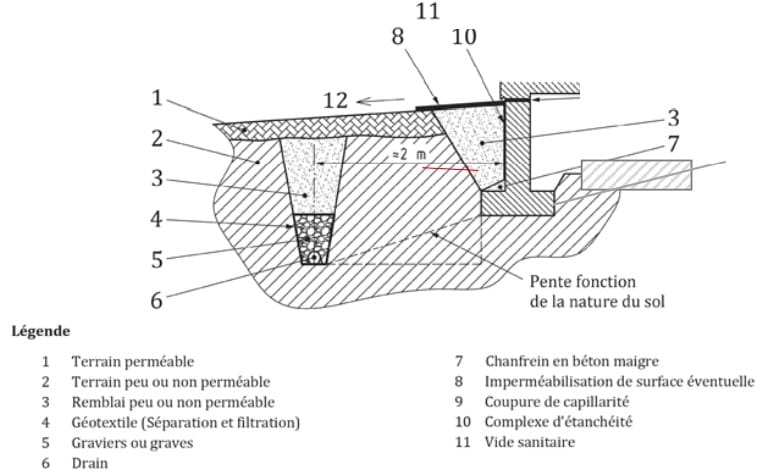 11
8 10
12
1
3
2
≈2 m
7
3
4
5
Pente fonction
de la nature du sol
6
Légende
1 Terrain perméable
2 Terrain peu ou non perméable
3 Remblai peu ou non perméable
4 Géotextile (Séparation et filtration)
5 Graviers ou graves
6 Drain
7 Chanfrein en béton maigre
8 Imperméabilisation de surface éventuelle
9 Coupure de capillarité
10 Complexe d'étanchéité
11 Vide sanitaire